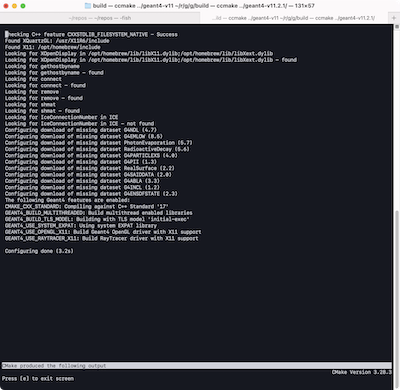 build — ccmake ../geant4-v11 ~/r/g/g/build — ccmake ../geant4-v11.2.1/ — 131×57
~/repos — -/repos — -fish
...ld — ccmake ../geant4-v11.2.1/
Checking C++ feature CXXSTDLIB_FILESYSTEM_NATIVE - Success
Found XQuartzGL: /usr/X11R6/include
Found X11: /opt/homebrew/include
Looking for XOpenDisplay in /opt/homebrew/lib/libX11.dylib;/opt/homebrew/lib/libXext.dylib
Looking for XOpenDisplay in /opt/homebrew/lib/libX11.dylib;/opt/homebrew/lib/libXext.dylib - found
Looking for gethostbyname
Looking for gethostbyname - found
Looking for connect
Looking for connect - found
Looking for remove
Looking for remove - found
Looking for shmat
Looking for shmat - found
Looking for IceConnectionNumber in ICE
Looking for IceConnectionNumber in ICE - not found
Configuring download of missing dataset G4NDL (4.7)
Configuring download of missing dataset G4EMLOW (8.5)
Configuring download of missing dataset PhotonEvaporation (5.7)
Configuring download of missing dataset RadioactiveDecay (5.6)
Configuring download of missing dataset G4PARTICLEXS (4.0)
Configuring download of missing dataset G4PII (1.3)
Configuring download of missing dataset RealSurface (2.2)
Configuring download of missing dataset G4SAIDDATA (2.0)
Configuring download of missing dataset G4ABLA (3.3)
Configuring download of missing dataset G4INCL (1.2)
Configuring download of missing dataset G4ENSDFSTATE (2.3)
The following Geant4 features are enabled:
CMAKE_CXX_STANDARD: Compiling against C++ Standard '17'
GEANT4_BUILD_MULTITHREADED: Build multithread enabled libraries
GEANT4_BUILD_TLS_MODEL: Building with TLS model 'initial-exec'
GEANT4_USE_SYSTEM_EXPAT: Using system EXPAT library
GEANT4_USE_OPENGL_X11: Build Geant4 OpenGL driver with X11 support
GEANT4_USE_RAYTRACER_X11: Build RayTracer driver with X11 support
Configuring done (3.2s)
CMake produced the following output
CMake Version 3.28.3
Press [e] to exit screen